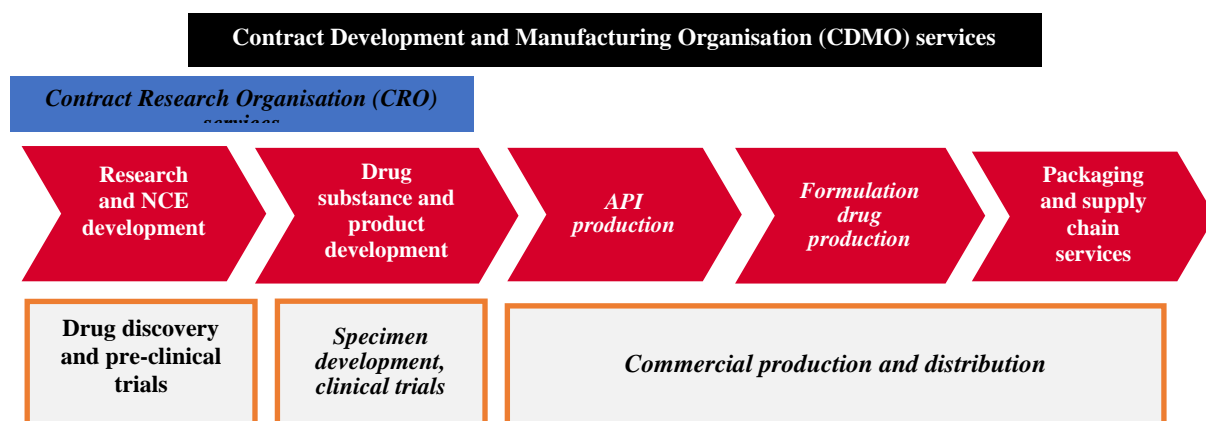 Contract Development and Manufacturing Organisation (CDMO) services
Contract Research Organisation (CRO)
services
Research
and NCE
development
Drug
substance and
product
development
API
production
Formulation
drug
production
Packaging
and supply
chain
services
Drug discovery
and pre-clinical
trials
Specimen
development,
clinical trials
Commercial production and distribution